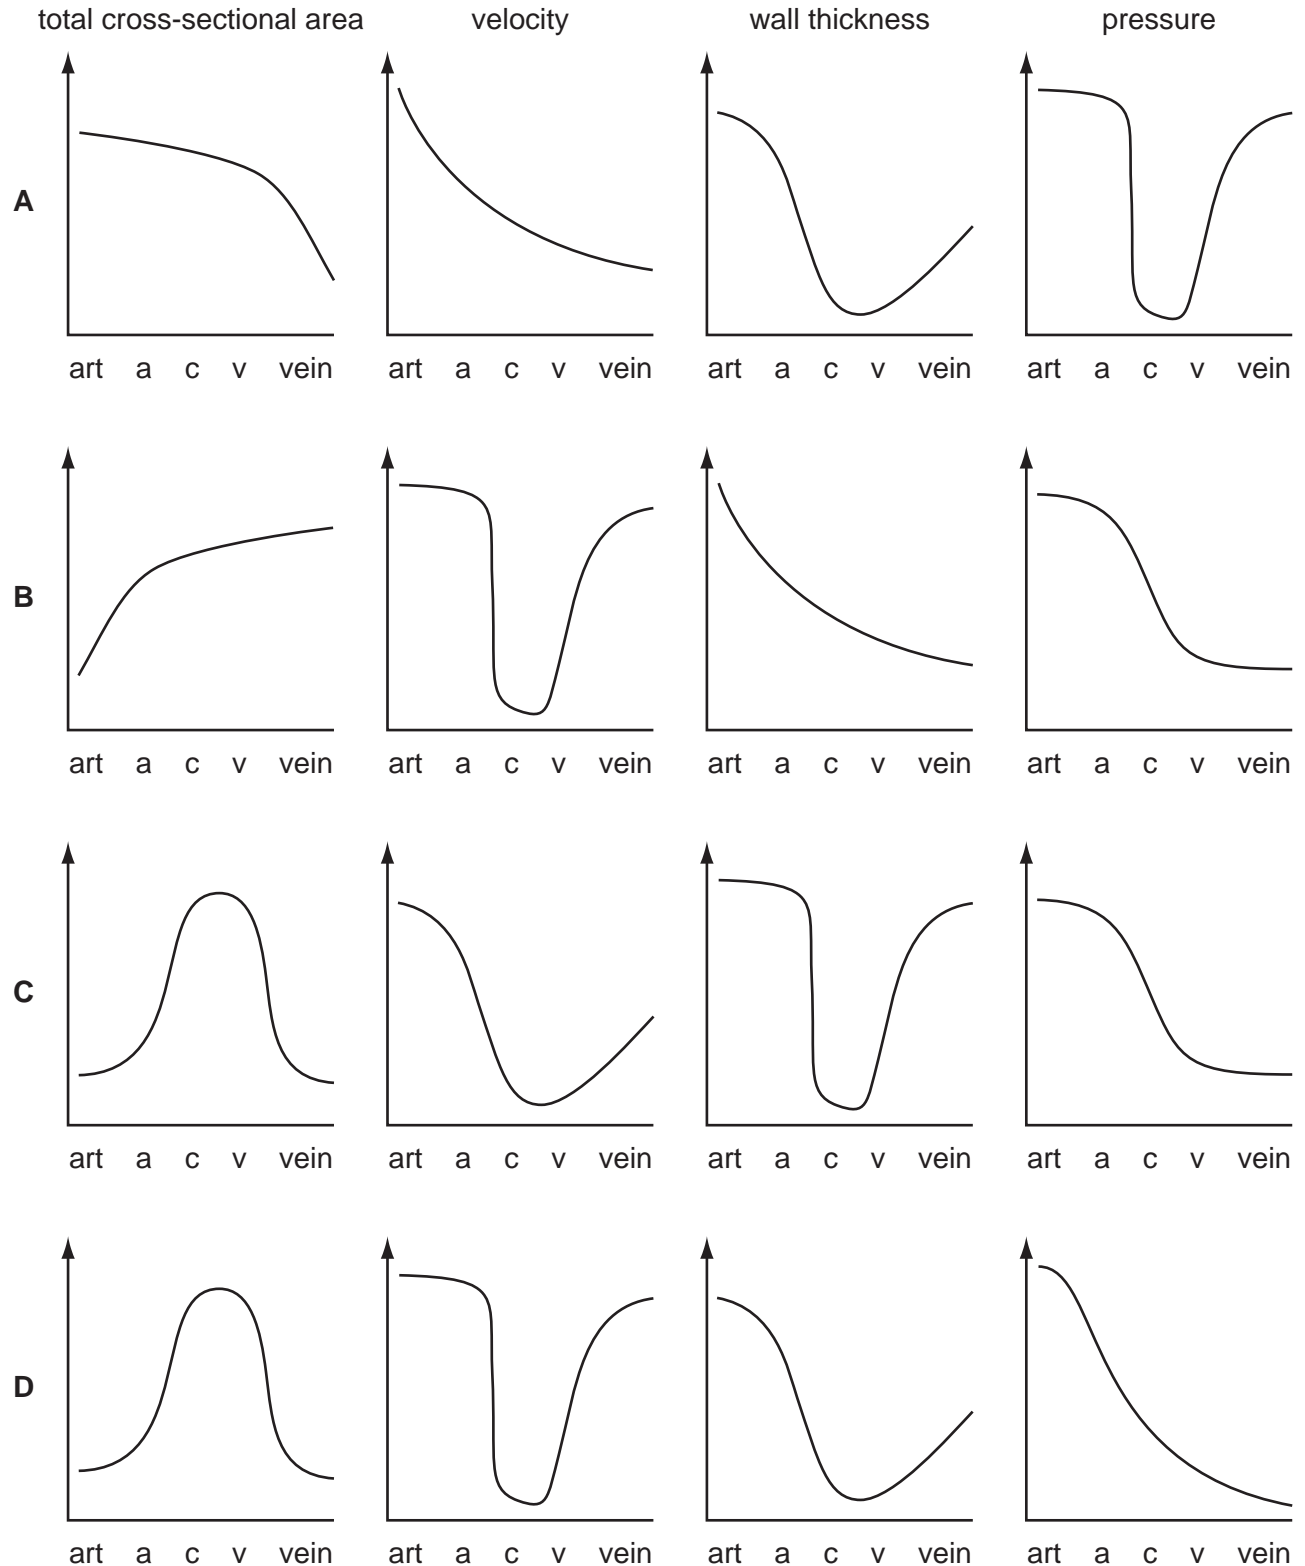 total cross-sectional area velocity wall thickness pressure
A
art a c v vein art a c v vein art a c v vein art a c v vein
B
art a c v vein art a c v vein art a c v vein art a c v vein
C
art a c v vein art a c v vein art a c v vein art a c v vein
D
art a c v vein art a c v vein art a c v vein art a c v vein